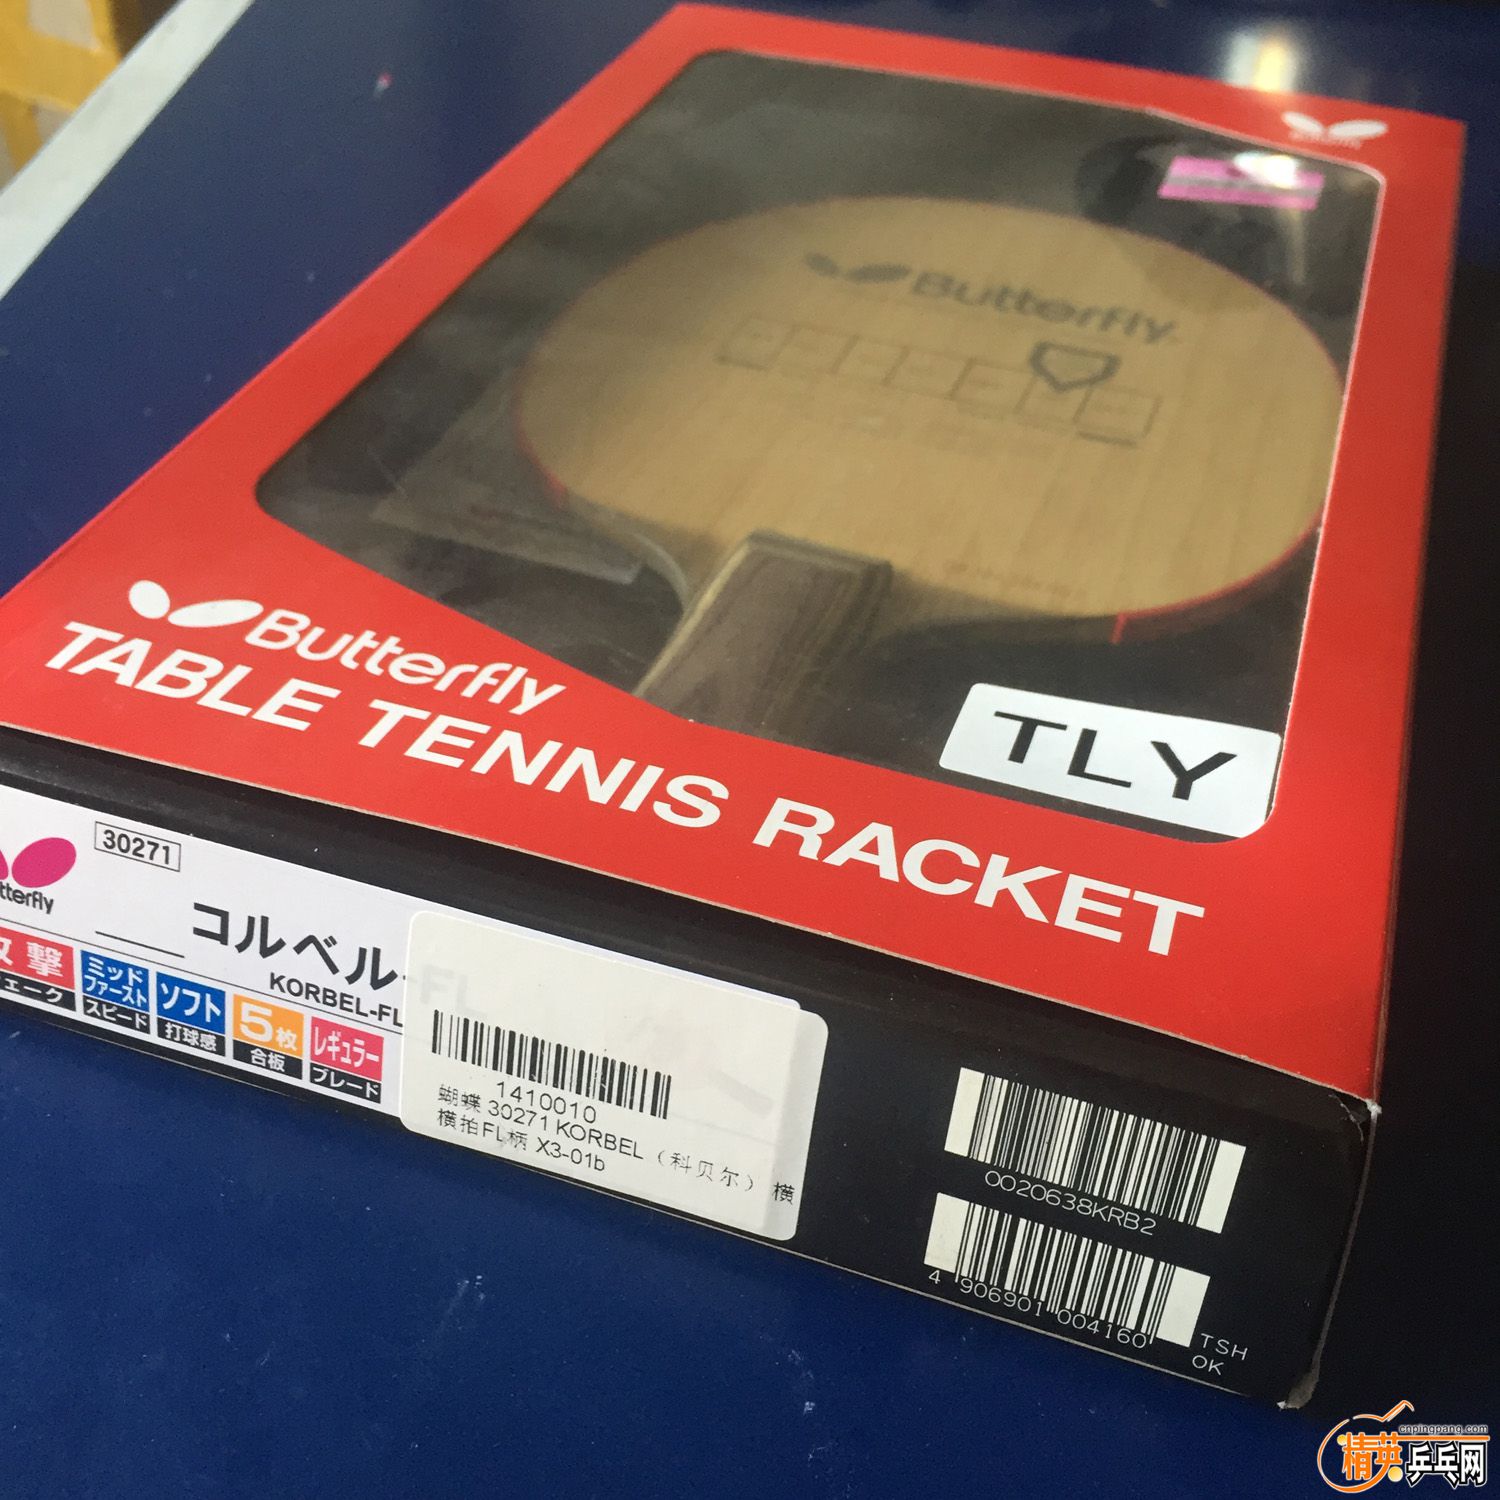 Butterfly
Butterfly
TABLE TENNIS RACKET
TLY
30271
コルベル-FL
KORBEL-FL
撃
ミッド
ファースト
スピード
ソフト
打球感
5枚
合板
レギュラー
ブレード
1410010
蝴蝶 30271 KORBEL（科贝尔）横
横拍FL柄 X3-01b
0020638KRB2
4 906901 004160
TSH
OK
cnpingpang.com
精英乒乓网